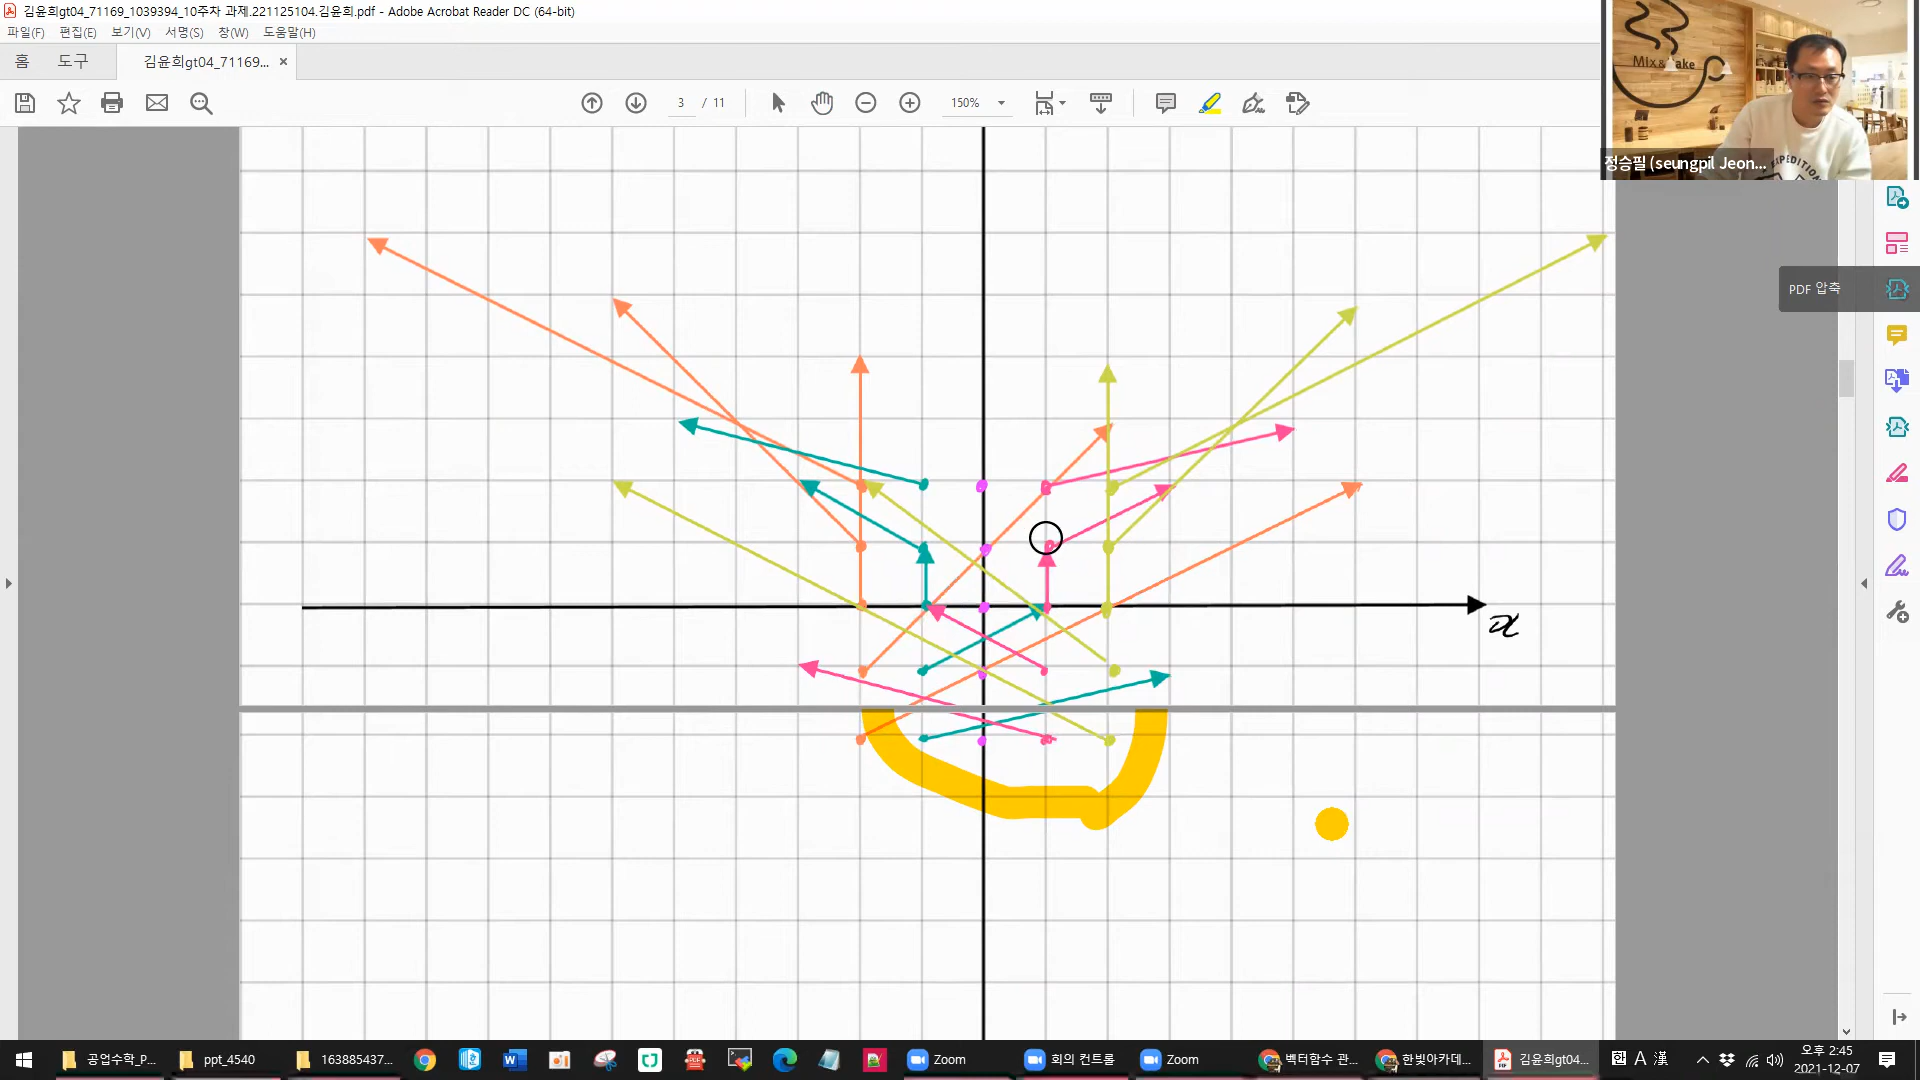 김윤희gt04_71169_1039394_10주차 과제.221125104.김윤희.pdf - Adobe Acrobat Reader DC (64-bit)
파일(F) 편집(E) 보기(V) 서명(S) 창(W) 도움말(H)
홈 도구 김윤희gt04_71169... ×
3 / 11 150%
Mix&
정승필 (seungpil Jeon...
EXPEDITION
PDF 압축
x
공업수학_P... ppt_4540 163885437... Zoom 회의 컨트롤 Zoom 벡터함수 관... 한빛아카데... 김윤희gt04... 한 A 漢 오후 2:45
2021-12-07